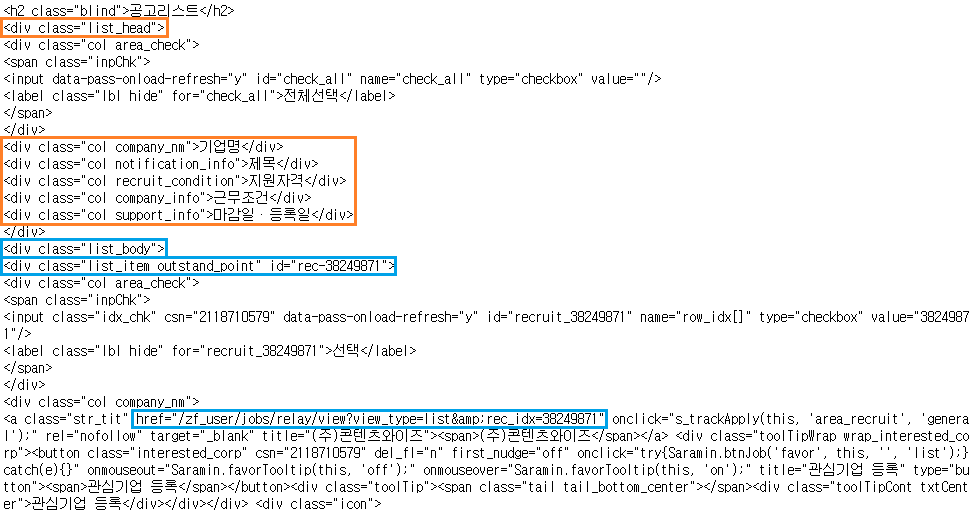 <h2 class="blind">공고리스트</h2>
<div class="list_head">
<div class="col area_check">
<span class="inpChk">
<input data-pass-onload-refresh="y" id="check_all" name="check_all" type="checkbox" value=""/>
<label class="lbl hide" for="check_all">전체선택</label>
</span>
</div>
<div class="col company_nm">기업명</div>
<div class="col notification_info">제목</div>
<div class="col recruit_condition">지원자격</div>
<div class="col company_info">근무조건</div>
<div class="col support_info">마감일ㆍ등록일</div>
</div>
<div class="list_body">
<div class="list_item outstand_point" id="rec-38249871">
<div class="col area_check">
<span class="inpChk">
<input class="idx_chk" csn="2118710579" data-pass-onload-refresh="y" id="recruit_38249871" name="row_idx[]" type="checkbox" value="3824987
1"/>
<label class="lbl hide" for="recruit_38249871">선택</label>
</span>
</div>
<div class="col company_nm">
<a class="str_tit" href="/zf_user/jobs/relay/view?view_type=list&amp;rec_idx=38249871" onclick="s_trackApply(this, 'area_recruit', 'genera
l');" rel="nofollow" target="_blank" title="(주)콘텐츠와이즈"><span>(주)콘텐츠와이즈</span></a> <div class="toolTipWrap wrap_interested_co
rp"><button class="interested_corp" csn="2118710579" del_fl="n" first_nudge="off" onclick="try{Saramin.btnJob('favor', this, '', 'list');}
catch(e){}" onmouseout="Saramin.favorTooltip(this, 'off');" onmouseover="Saramin.favorTooltip(this, 'on');" title="관심기업 등록" type="bu
tton"><span>관심기업 등록</span></button><div class="toolTip"><span class="tail tail_bottom_center"></span><div class="toolTipCont txtCent
er">관심기업 등록</div></div></div> <div class="icon">